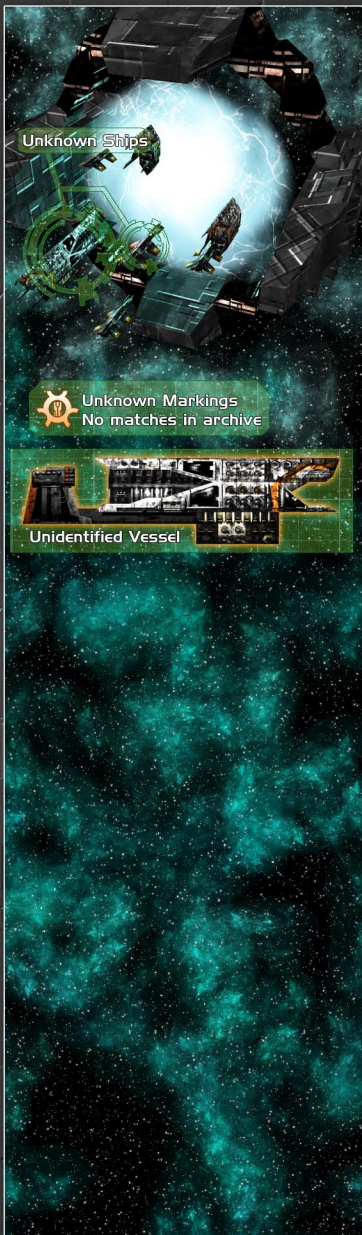 Unknown Ships
Unknown Markings
No matches in archive
Unidentified Vessel